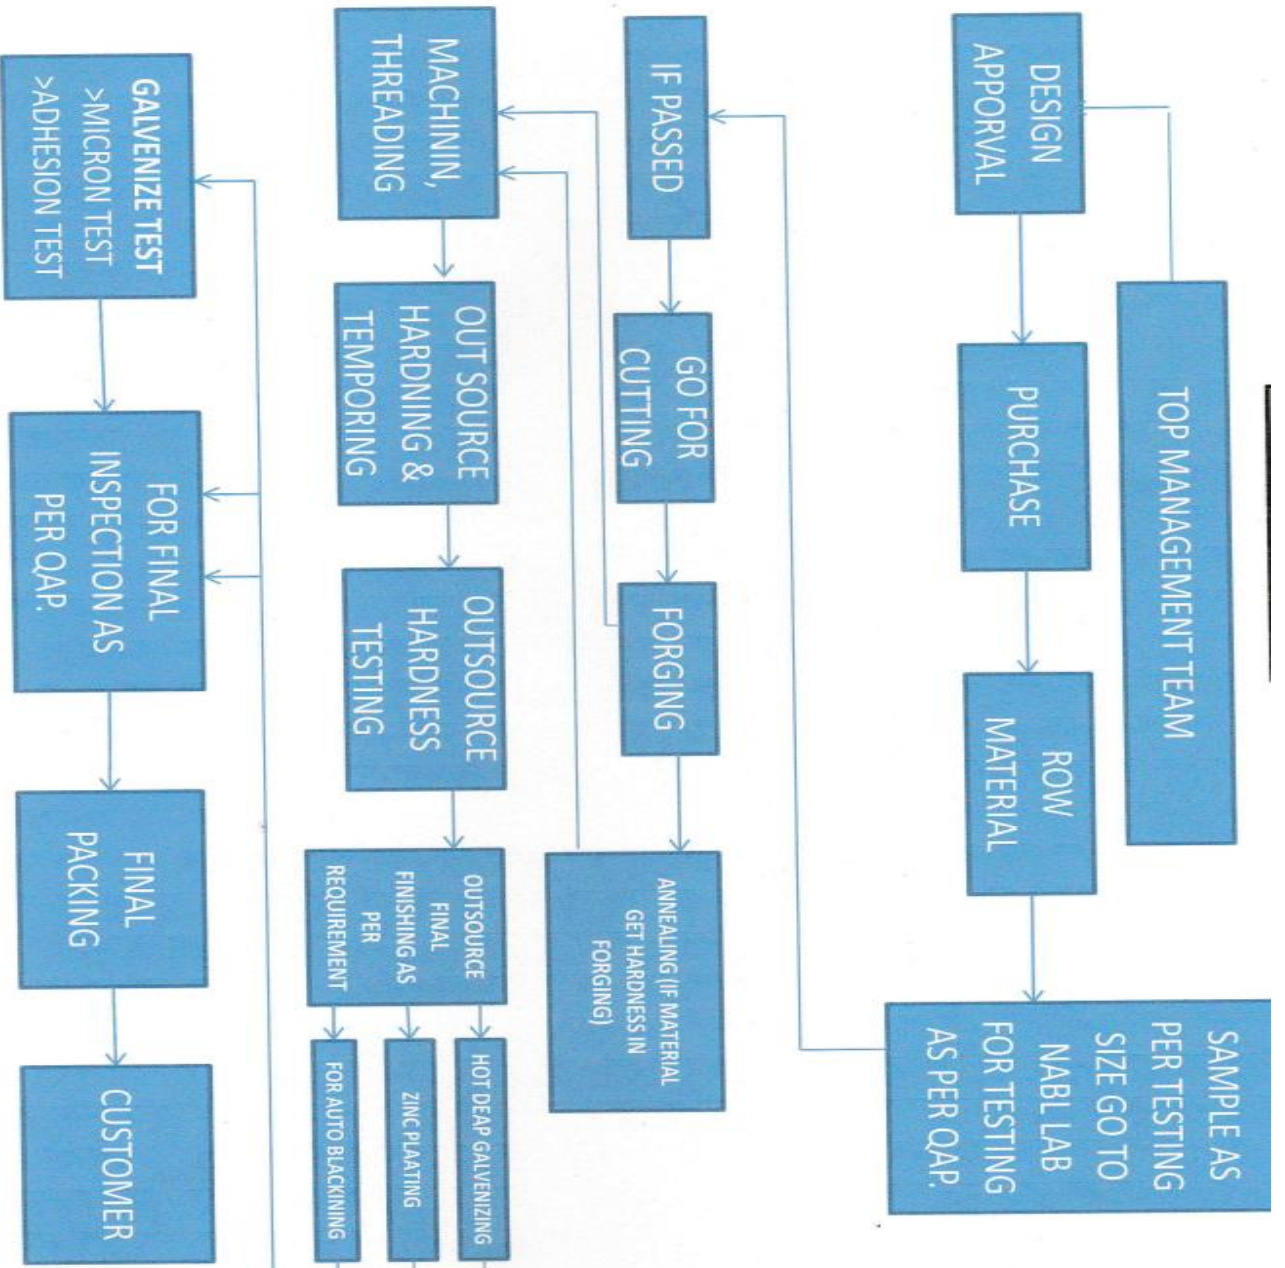 TOP MANAGEMENT TEAM
DESIGN
APPORVAL
PURCHASE
ROW
MATERIAL
SAMPLE AS
PER TESTING
SIZE GO TO
NABL LAB
FOR TESTING
AS PER QAP.
IF PASSED
GO FOR
CUTTING
FORGING
ANNEALING (IF MATERIAL
GET HARDNESS IN
FORGING)
MACHININ,
THREADING
OUT SOURCE
HARDNING &
TEMPORING
OUTSOURCE
HARDNESS
TESTING
OUTSOURCE
FINAL
FINISHING AS
PER
REQUIREMENT
HOT DEAP GALVENIZING
ZINC PLAATING
FOR AUTO BLACKINING
GALVENIZE TEST
>MICRON TEST
>ADHESION TEST
FOR FINAL
INSPECTION AS
PER QAP.
FINAL
PACKING
CUSTOMER